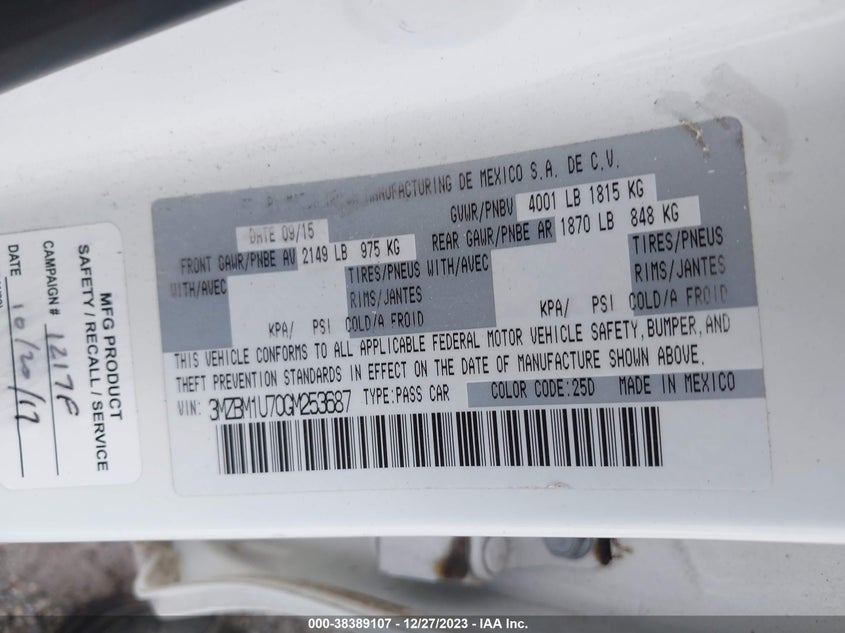 MANUFACTURING DE MEXICO S.A. DE C.V.
DATE 09/15 GVWR/PNBV 4001 LB 1815 KG
FRONT GAWR/PNBE AV 2149 LB 975 KG REAR GAWR/PNBE AR 1870 LB 848 KG
WITH/AVEC TIRES/PNEUS WITH/AVEC TIRES/PNEUS
RIMS/JANTES RIMS/JANTES
KPA/ PSI COLD/A FROID KPA/ PSI COLD/A FROID
THIS VEHICLE CONFORMS TO ALL APPLICABLE FEDERAL MOTOR VEHICLE SAFETY, BUMPER, AND
THEFT PREVENTION STANDARDS IN EFFECT ON THE DATE OF MANUFACTURE SHOWN ABOVE.
VIN: 3MZBM1U70GM253687 TYPE:PASS CAR COLOR CODE:25D MADE IN MEXICO
MFG PRODUCT
SAFETY / RECALL / SERVICE
CAMPAIGN # 1217F
DATE 10/20/17
000-38389107 - 12/27/2023 - IAA Inc.